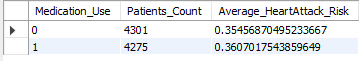 Medication_Use Patients_Count Average_HeartAttack_Risk
0 4301 0.35456870495233667
1 4275 0.3607017543859649